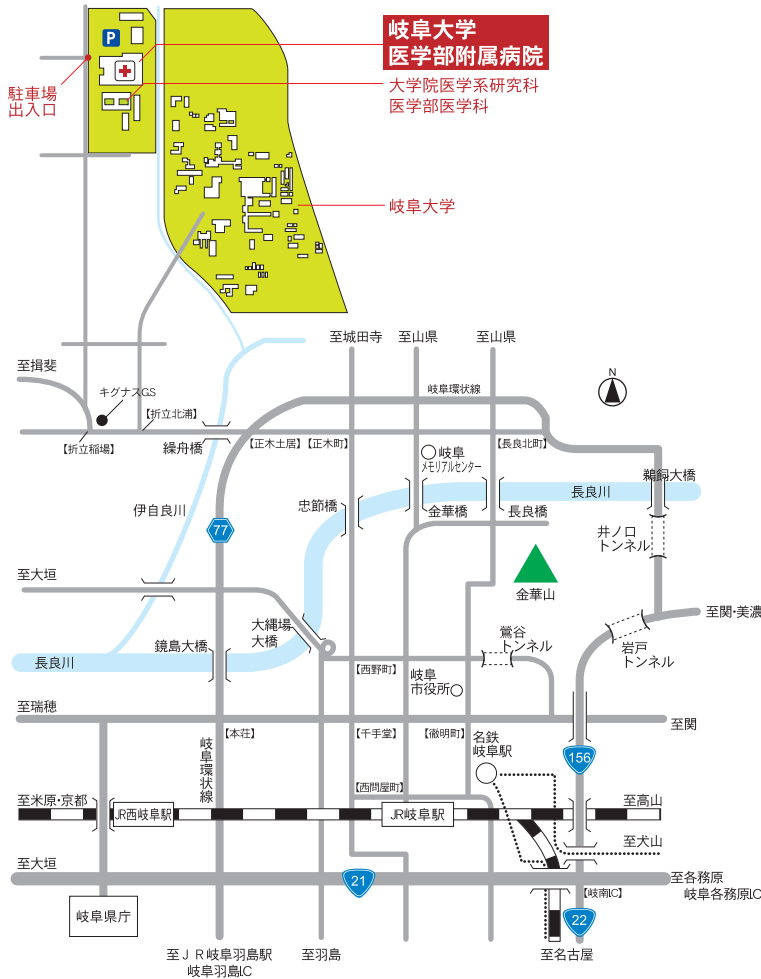 P
岐阜大学
医学部附属病院
大学院医学系研究科
医学部医学科
駐車場
出入口
岐阜大学
至城田寺
至山県
至山県
至揖斐
キグナスG.S
岐阜環状線
N
【折立北浦】
【折立稲場】
繰舟橋
【正木土居】
【正木町】
【長良北町】
岐阜
メモリアルセンター
鵜飼大橋
伊自良川
忠節橋
金華橋
長良橋
長良川
77
井ノ口
トンネル
至大垣
金華山
大縄場
大橋
至関・美濃
鶯谷
トンネル
岩戸
トンネル
鏡島大橋
長良川
【西野町】
岐阜
市役所
至瑞穂
至関
【本荘】
【千手堂】
【徹明町】
名鉄
岐阜駅
岐阜環状線
156
【西問屋町】
至米原・京都
JR西岐阜駅
JR岐阜駅
至高山
至犬山
至大垣
21
至各務原
岐阜各務原I.C
【岐南I.C】
岐阜県庁
22
至JR岐阜羽島駅
岐阜羽島I.C
至羽島
至名古屋